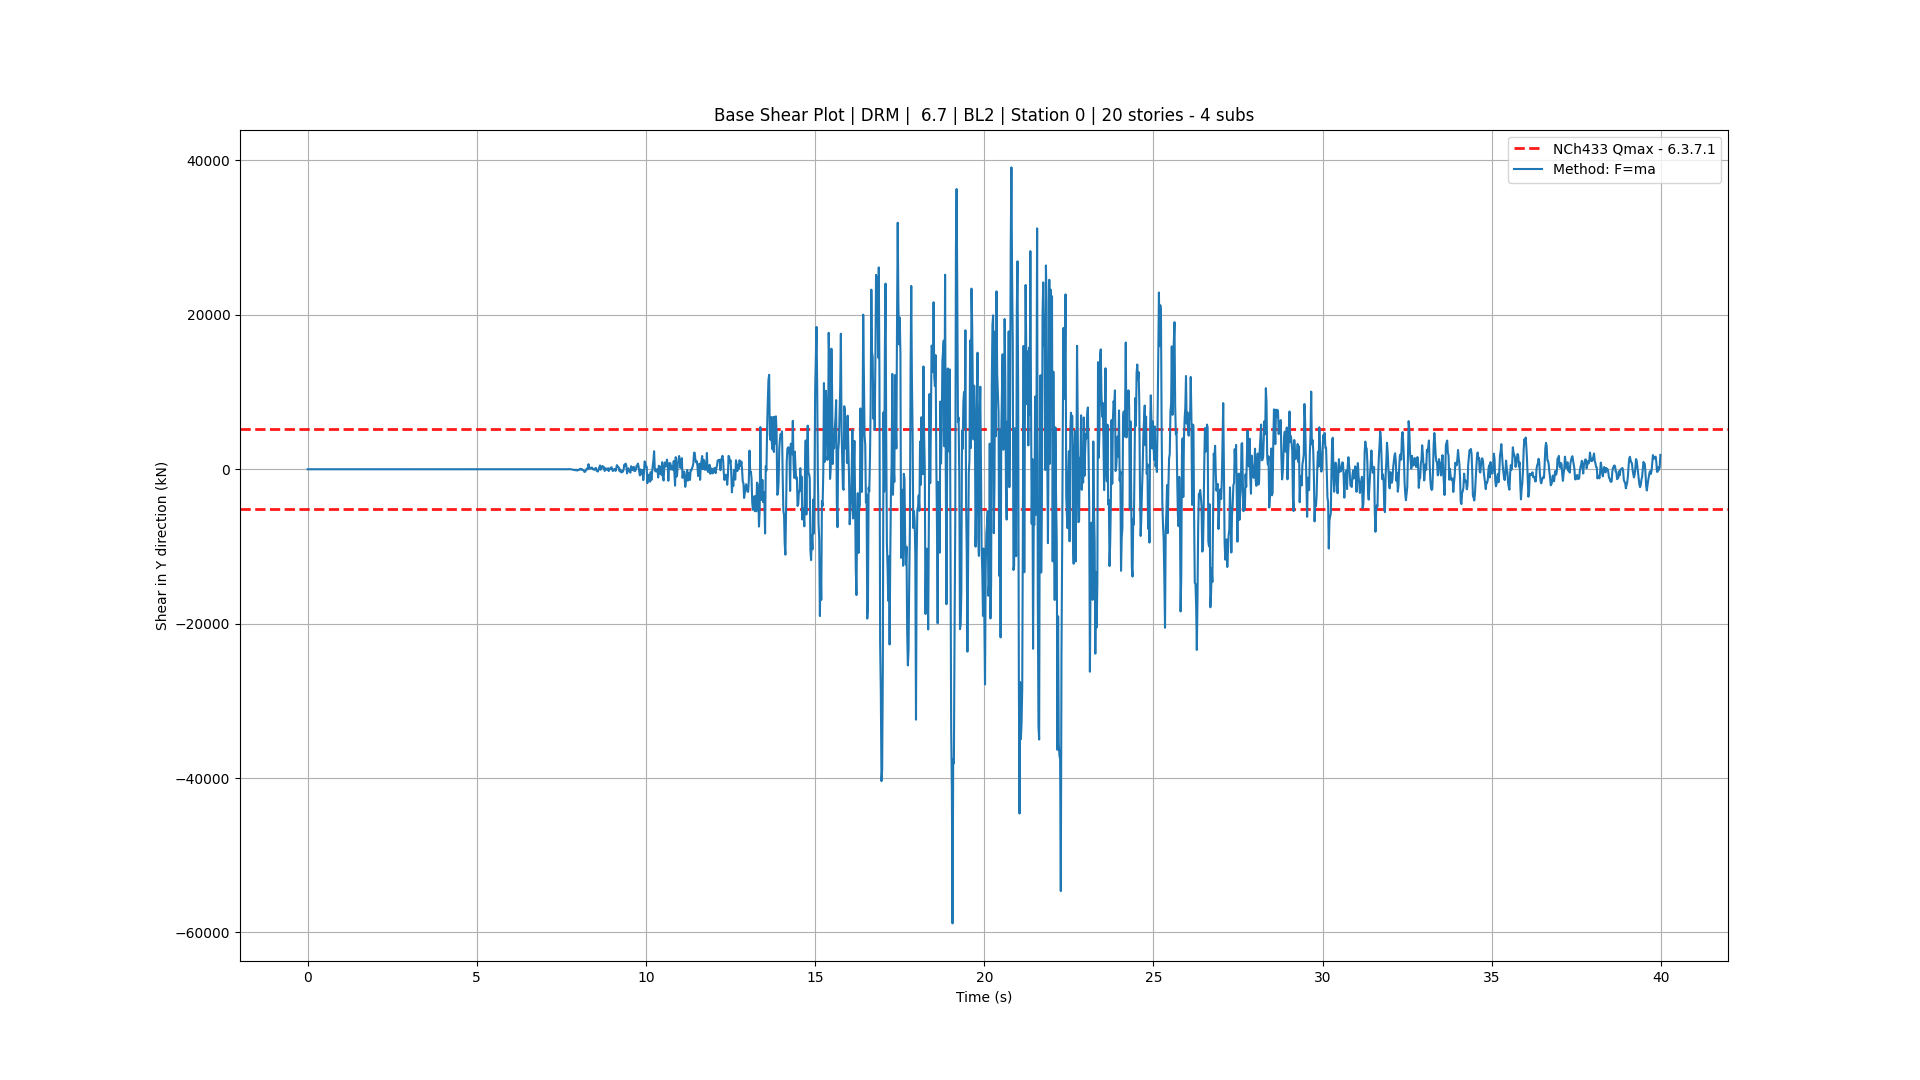 Base Shear Plot | DRM |  6.7 | BL2 | Station 0 | 20 stories - 4 subs
NCh433 Qmax - 6.3.7.1
Method: F=ma
40000
20000
0
−20000
−40000
−60000
Shear in Y direction (kN)
0 5 10 15 20 25 30 35 40
Time (s)